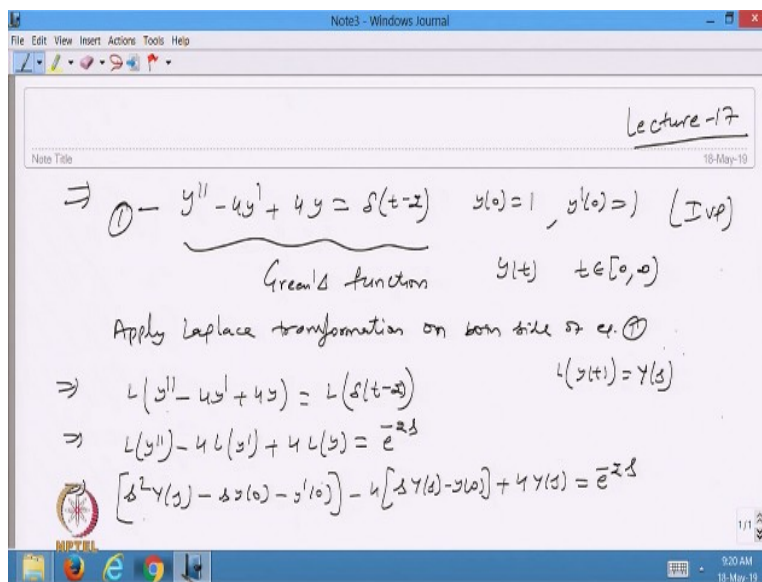 Note3 - Windows Journal
File Edit View Insert Actions Tools Help
Lecture-17
Note Title
18-May-19
⇒ ① - y'' - 4y' + 4y = δ(t-2) y(0)=1, y'(0)=1 (IVP)
Green's function y(t) t∈[0,∞)
Apply Laplace transformation on both side of eq. ①
L(y(t)) = Y(s)
⇒ L(y'' - 4y' + 4y) = L(δ(t-2))
⇒ L(y'') - 4L(y') + 4L(y) = e^{-2s}
⇒ [s²Y(s) - sy(0) - y'(0)] - 4[sY(s) - y(0)] + 4Y(s) = e^{-2s}
NPTEL
1/1
9:20 AM
18-May-19